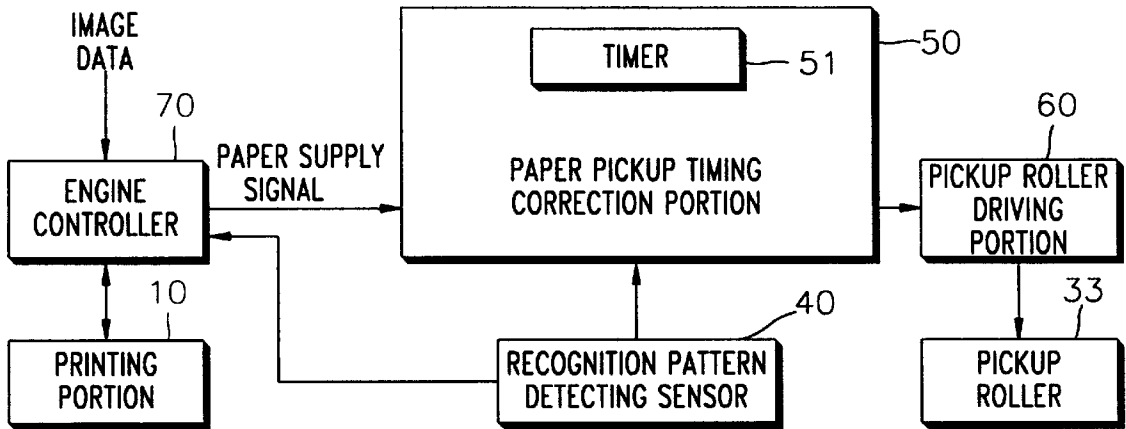 IMAGE
DATA
70
ENGINE
CONTROLLER
PAPER SUPPLY
SIGNAL
TIMER
51
50
PAPER PICKUP TIMING
CORRECTION PORTION
60
PICKUP ROLLER
DRIVING
PORTION
10
PRINTING
PORTION
40
RECOGNITION PATTERN
DETECTING SENSOR
33
PICKUP
ROLLER